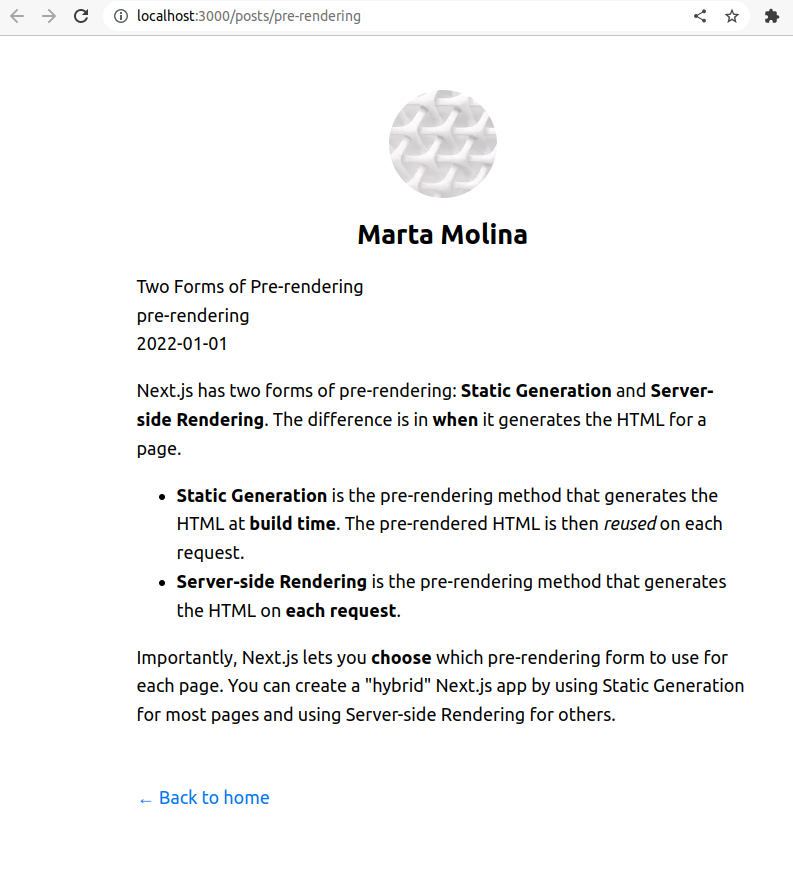 localhost:3000/posts/pre-rendering
Marta Molina
Two Forms of Pre-rendering
pre-rendering
2022-01-01
Next.js has two forms of pre-rendering: Static Generation and Server-
side Rendering. The difference is in when it generates the HTML for a
page.
• Static Generation is the pre-rendering method that generates the
HTML at build time. The pre-rendered HTML is then reused on each
request.
• Server-side Rendering is the pre-rendering method that generates
the HTML on each request.
Importantly, Next.js lets you choose which pre-rendering form to use for
each page. You can create a "hybrid" Next.js app by using Static Generation
for most pages and using Server-side Rendering for others.
← Back to home